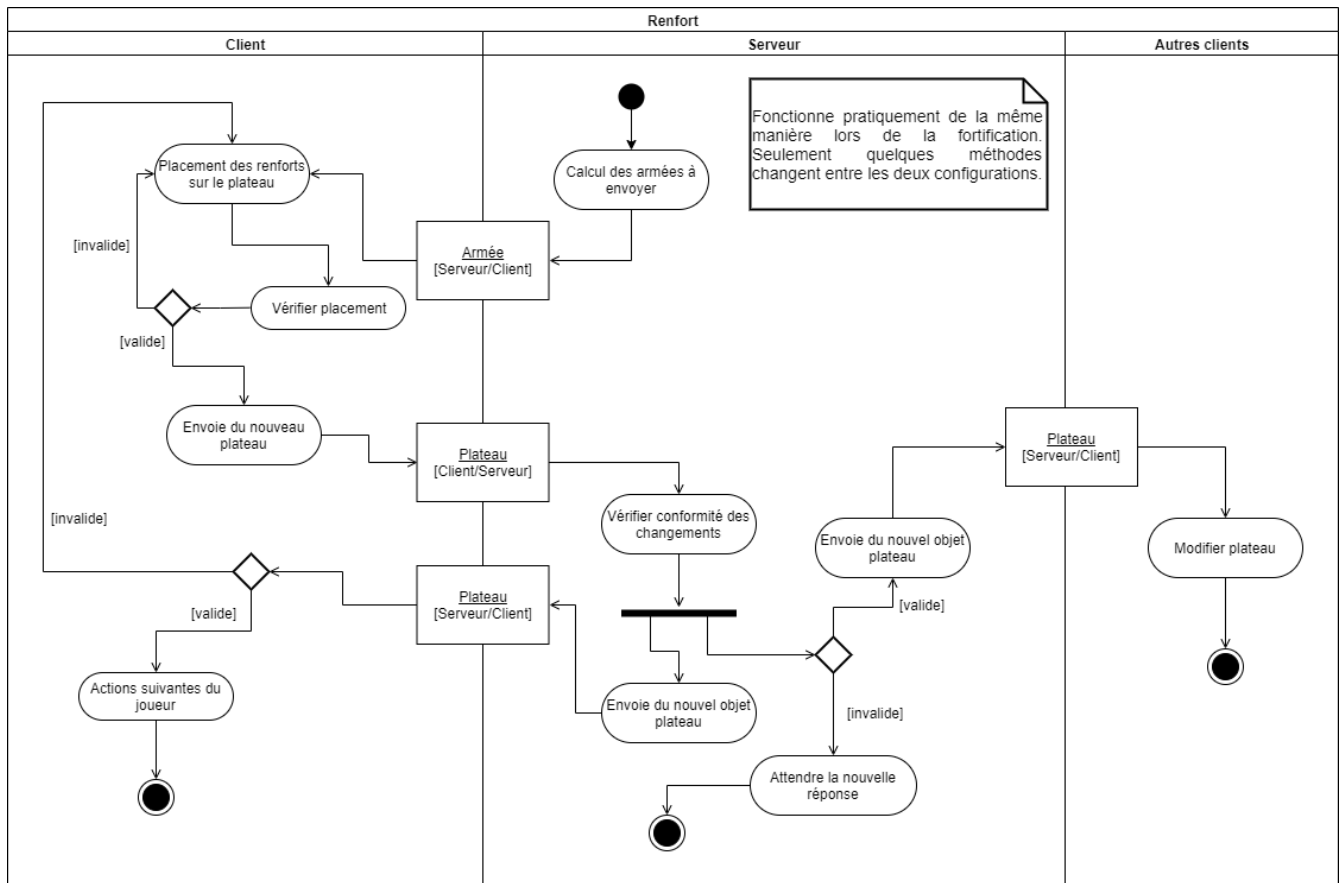 Renfort
Client
Serveur
Autres clients
Fonctionne pratiquement de la même
manière lors de la fortification.
Seulement quelques méthodes
changent entre les deux configurations.
Placement des renforts
sur le plateau
Calcul des armées à
envoyer
[invalide]
Armée
[Serveur/Client]
Vérifier placement
[valide]
Envoie du nouveau
plateau
Plateau
[Client/Serveur]
Plateau
[Serveur/Client]
[invalide]
Vérifier conformité des
changements
Envoie du nouvel objet
plateau
Modifier plateau
Plateau
[Serveur/Client]
[valide]
[valide]
Actions suivantes du
joueur
Envoie du nouvel objet
plateau
[invalide]
Attendre la nouvelle
réponse